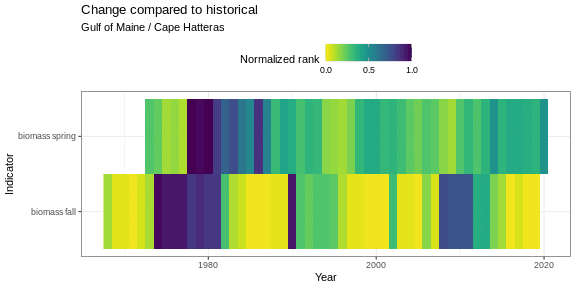 Change compared to historical
Gulf of Maine / Cape Hatteras
Normalized rank
0.0 0.5 1.0
biomass spring
biomass fall
Indicator
1980 2000 2020
Year